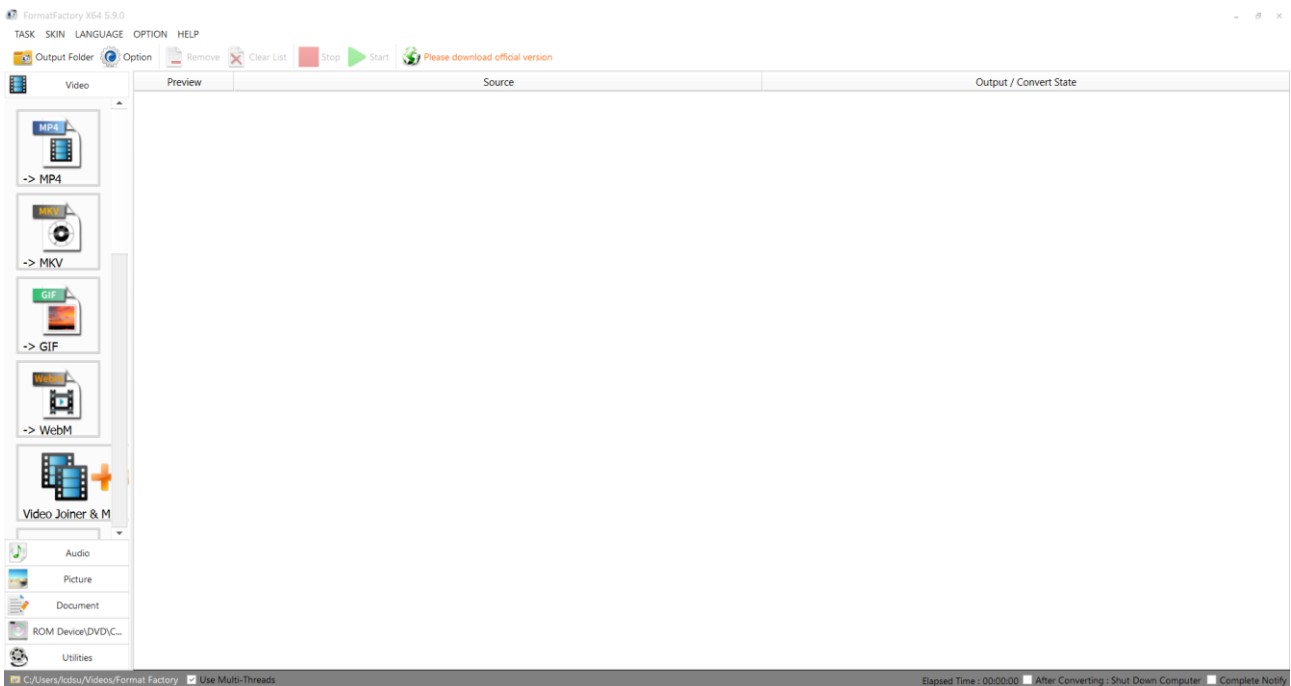 FormatFactory X64 5.9.0
TASK SKIN LANGUAGE OPTION HELP
Output Folder Option Remove Clear List Stop Start Please download official version
Video Preview Source Output / Convert State
MP4
-> MP4
MKV
-> MKV
GIF
-> GIF
WebM
-> WebM
Video Joiner & M
Audio
Picture
Document
ROM Device\DVD\C...
Utilities
C:/Users/lcdsu/Videos/Format Factory Use Multi-Threads Elapsed Time : 00:00:00 After Converting : Shut Down Computer Complete Notify